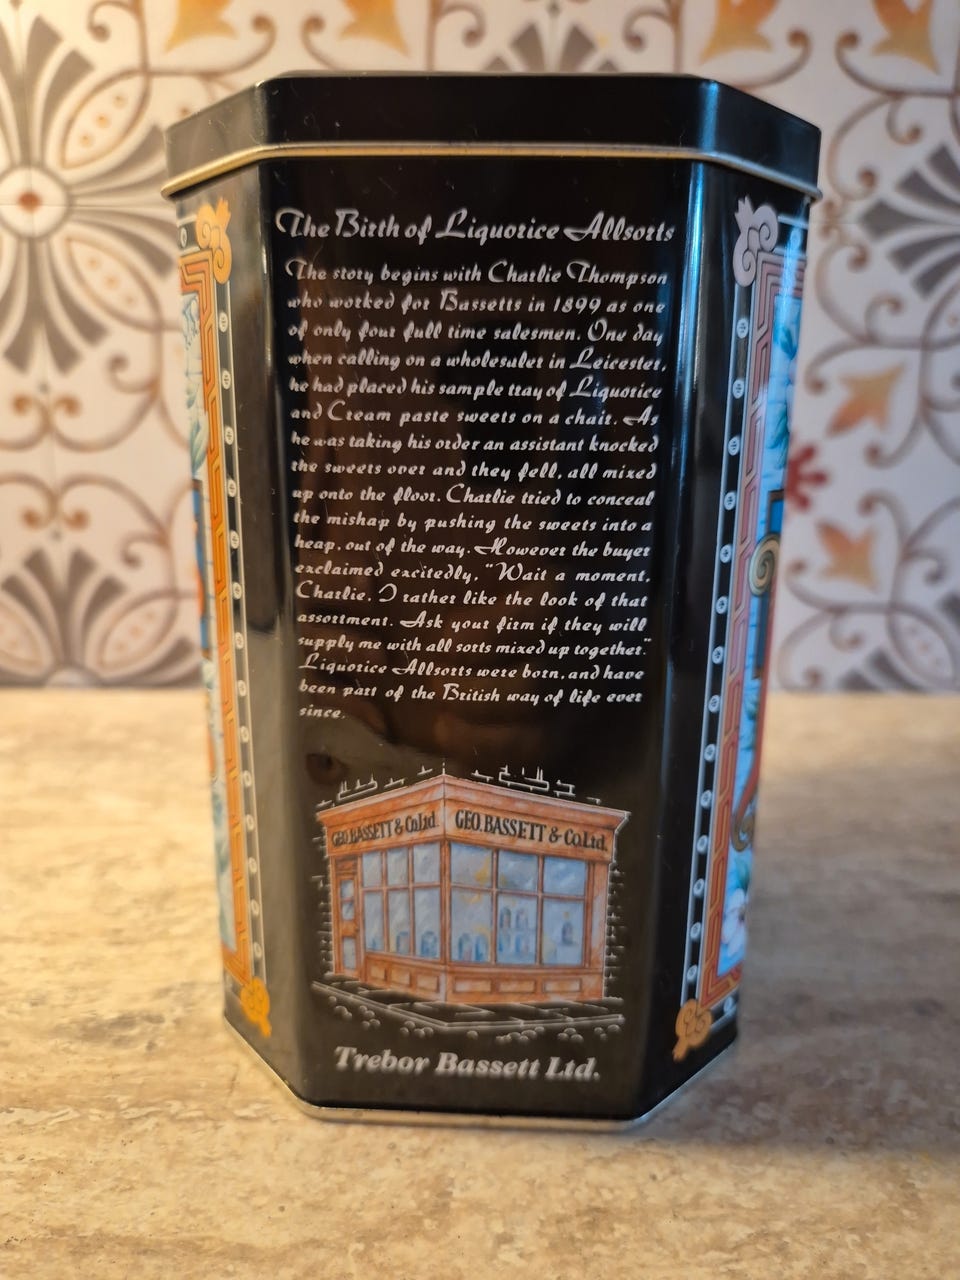 The Birth of Liquorice Allsorts
The story begins with Charlie Thompson
who worked for Bassetts in 1899 as one
of only four full time salesmen. One day
when calling on a wholesaler in Leicester,
he had placed his sample tray of Liquorice
and Cream paste sweets on a chair. As
he was taking his order an assistant knocked
the sweets over and they fell, all mixed
up onto the floor. Charlie tried to conceal
the mishap by pushing the sweets into a
heap, out of the way. However the buyer
exclaimed excitedly, "Wait a moment,
Charlie, I rather like the look of that
assortment. Ask your firm if they will
supply me with all sorts mixed up together."
Liquorice Allsorts were born, and have
been part of the British way of life ever
since.
GEO. BASSETT & Co.Ltd.
GEO. BASSETT & Co.Ltd.
Trebor Bassett Ltd.